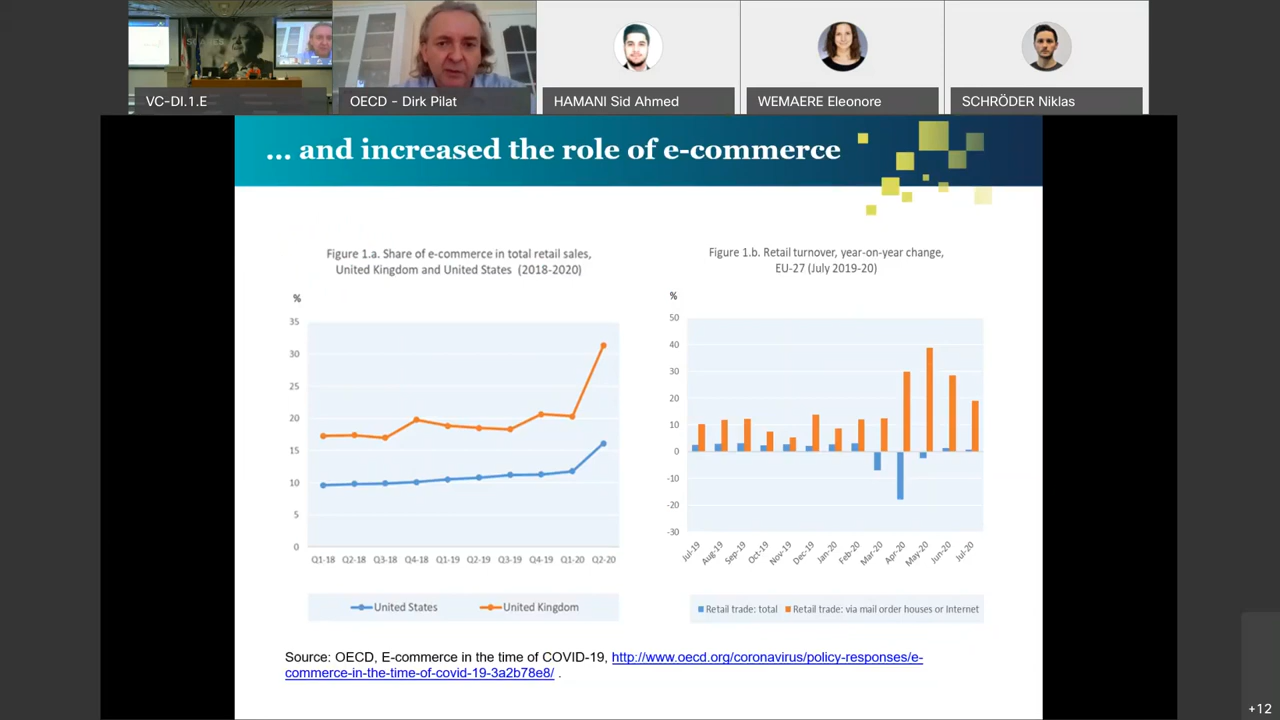 SOARES
VC-DI.1.E
OECD - Dirk Pilat
HAMANI Sid Ahmed
WEMAERE Eleonore
SCHRÖDER Niklas
... and increased the role of e-commerce
Figure 1.a. Share of e-commerce in total retail sales,
United Kingdom and United States (2018-2020)
%
35
30
25
20
15
10
5
0
Q1-18 Q2-18 Q3-18 Q4-18 Q1-19 Q2-19 Q3-19 Q4-19 Q1-20 Q2-20
United States United Kingdom
Figure 1.b. Retail turnover, year-on-year change,
EU-27 (July 2019-20)
%
50
40
30
20
10
0
-10
-20
-30
Jul-19 Aug-19 Sep-19 Oct-19 Nov-19 Dec-19 Jan-20 Feb-20 Mar-20 Apr-20 May-20 Jun-20 Jul-20
Retail trade: total Retail trade: via mail order houses or Internet
Source: OECD, E-commerce in the time of COVID-19, http://www.oecd.org/coronavirus/policy-responses/e-
commerce-in-the-time-of-covid-19-3a2b78e8/ .
+12